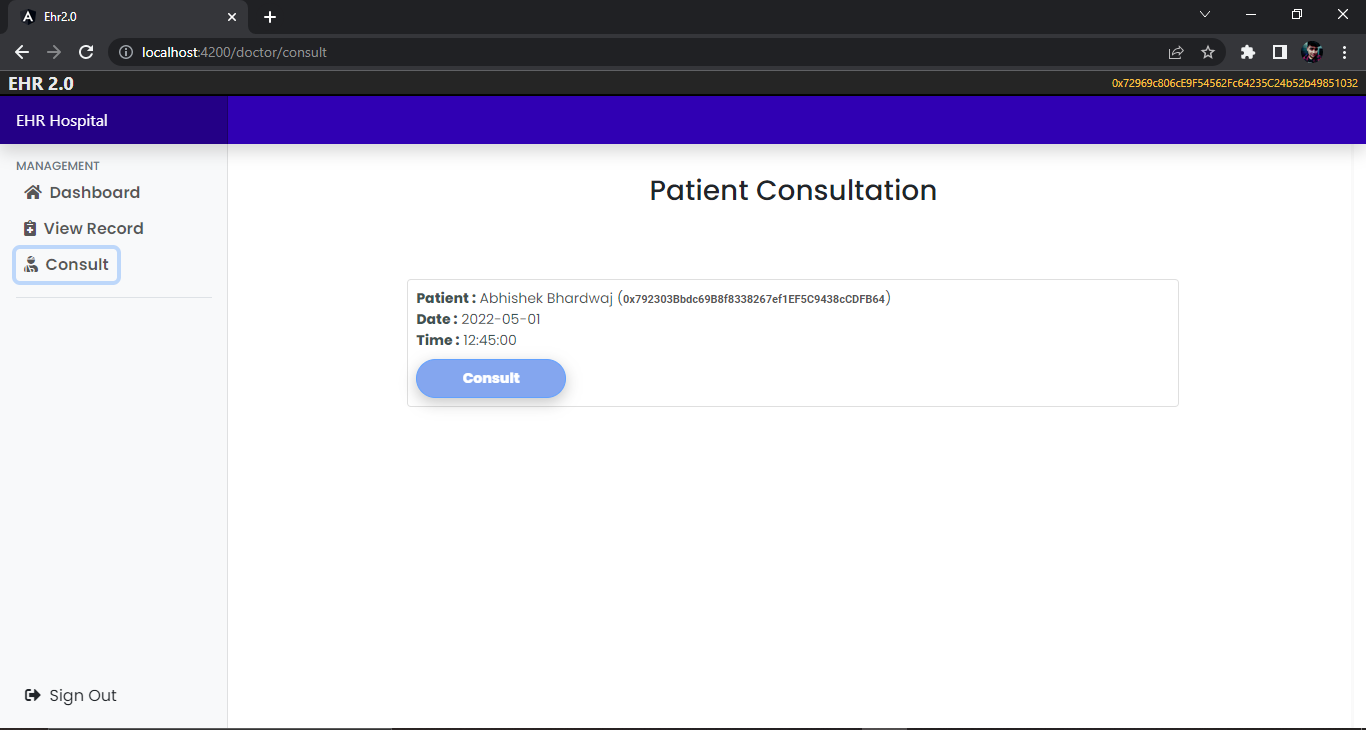 Ehr2.0
localhost:4200/doctor/consult
EHR 2.0
0x72969c806cE9F54562Fc64235C24b52b49851032
EHR Hospital
MANAGEMENT
Dashboard
View Record
Consult
Sign Out
Patient Consultation
Patient : Abhishek Bhardwaj (0x792303Bbdc69B8f8338267ef1EF5C9438cCDFB64)
Date : 2022-05-01
Time : 12:45:00
Consult